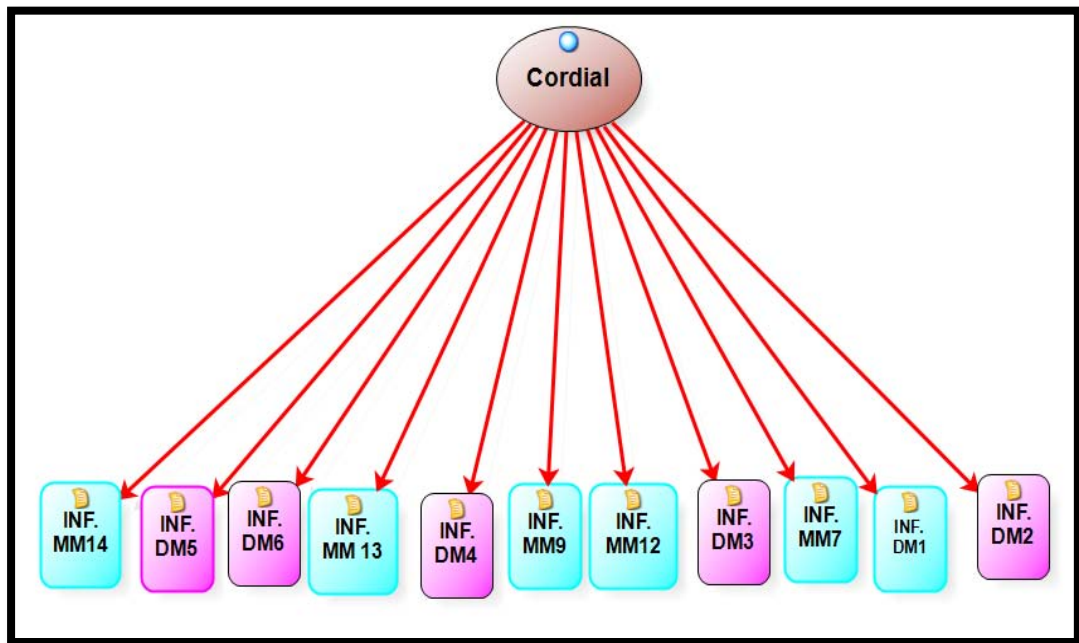 Cordial
INF.
MM14
INF.
DM5
INF.
DM6
INF.
MM 13
INF.
DM4
INF.
MM9
INF.
MM12
INF.
DM3
INF.
MM7
INF.
DM1
INF.
DM2